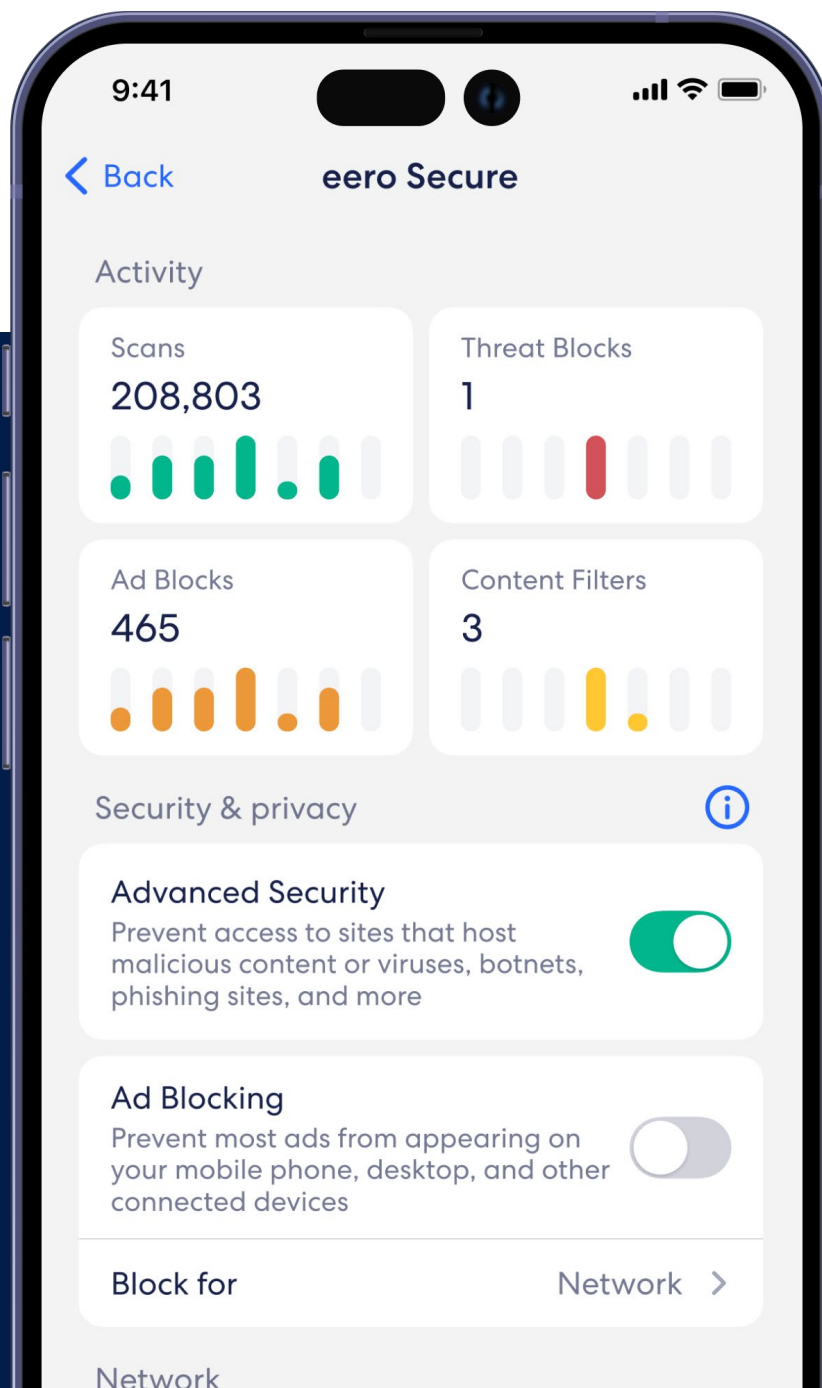 9:41
Back
eero Secure
Activity
Scans
208,803
Threat Blocks
1
Ad Blocks
465
Content Filters
3
Security & privacy
Advanced Security
Prevent access to sites that host
malicious content or viruses, botnets,
phishing sites, and more
Ad Blocking
Prevent most ads from appearing on
your mobile phone, desktop, and other
connected devices
Block for
Network
Network